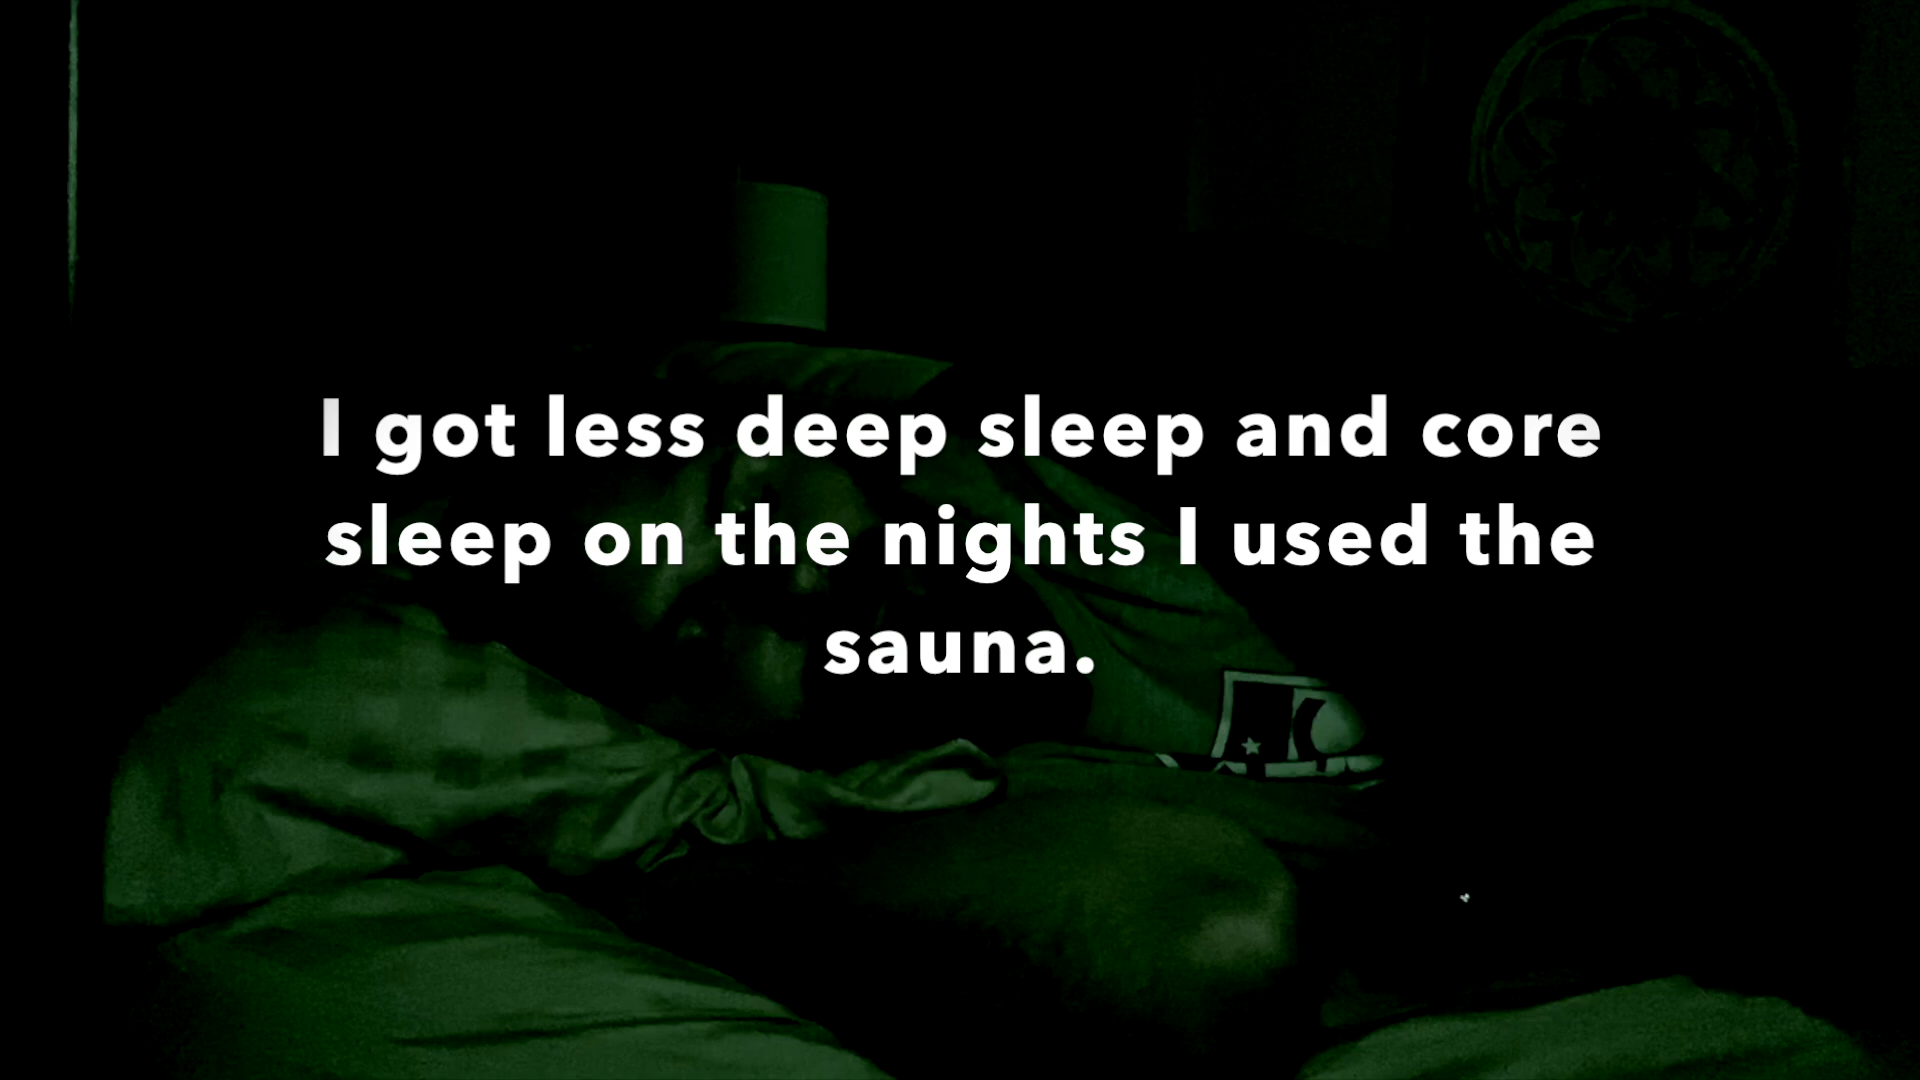 I got less deep sleep and core
sleep on the nights I used the
sauna.